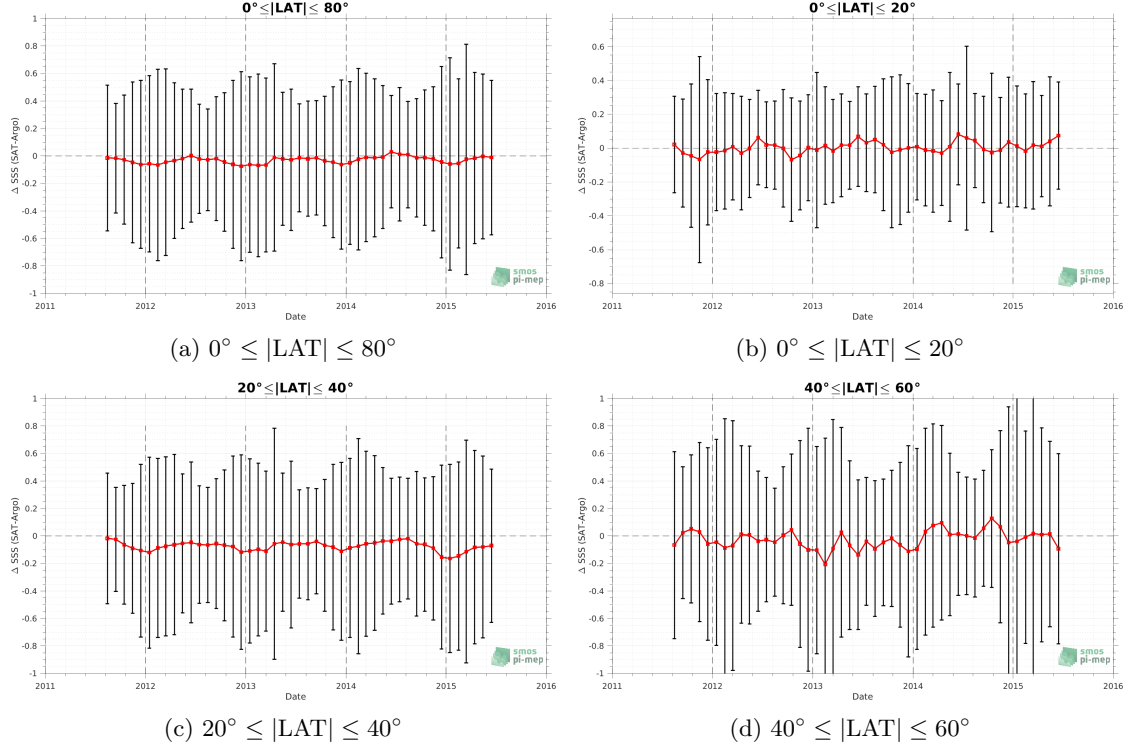 0°≤|LAT|≤ 80°
1
0.8
0.6
0.4
0.2
0
-0.2
-0.4
-0.6
-0.8
-1
Δ SSS (SAT-Argo)
2011 2012 2013 2014 2015 2016
Date
smos
pi-mep
(a) 0° ≤ |LAT| ≤ 80°
0°≤|LAT|≤ 20°
0.6
0.4
0.2
0
-0.2
-0.4
-0.6
-0.8
Δ SSS (SAT-Argo)
2011 2012 2013 2014 2015 2016
Date
smos
pi-mep
(b) 0° ≤ |LAT| ≤ 20°
20°≤|LAT|≤ 40°
1
0.8
0.6
0.4
0.2
0
-0.2
-0.4
-0.6
-0.8
-1
Δ SSS (SAT-Argo)
2011 2012 2013 2014 2015 2016
Date
smos
pi-mep
(c) 20° ≤ |LAT| ≤ 40°
40°≤|LAT|≤ 60°
1
0.8
0.6
0.4
0.2
0
-0.2
-0.4
-0.6
-0.8
-1
Δ SSS (SAT-Argo)
2011 2012 2013 2014 2015 2016
Date
smos
pi-mep
(d) 40° ≤ |LAT| ≤ 60°